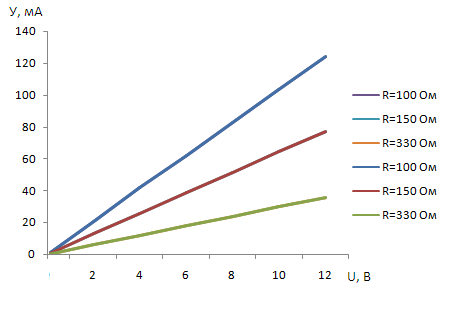 У, мА
140
120
100
80
60
40
20
0
2 4 6 8 10 12 U, В
R=100 Ом
R=150 Ом
R=330 Ом
R=100 Ом
R=150 Ом
R=330 Ом